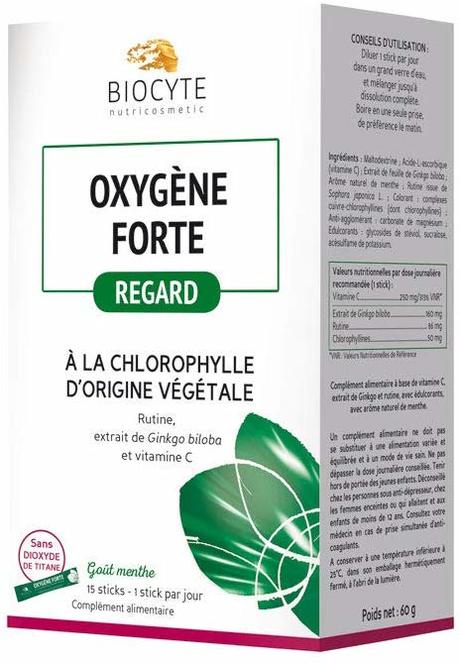 BIOCYTE
nutricosmetic
OXYGÈNE
FORTE
REGARD
À LA CHLOROPHYLLE
D'ORIGINE VÉGÉTALE
Rutine,
extrait de Ginkgo biloba
et vitamine C
Sans
DIOXYDE
DE TITANE
OXYGÈNE FORTE
Goût menthe
15 sticks - 1 stick par jour
Complément alimentaire
CONSEILS D'UTILISATION :
Diluer 1 stick par jour
dans un grand verre d'eau,
et mélanger jusqu'à
dissolution complète.
Boire en une seule prise,
de préférence le matin.
Ingrédients : Maltodextrine ; Acide L-ascorbique
(vitamine C) ; Extrait de feuille de Ginkgo biloba ;
Arôme naturel de menthe ; Rutine issue de
Sophora japonica L. ; Colorant : complexes
cuivre-chlorophyllines (dont chlorophyllines) ;
Anti-agglomérant : carbonate de magnésium ;
Edulcorants : glycosides de stéviol, sucralose,
acésulfame de potassium.
Valeurs nutritionnelles par dose journalière
recommandée (1 stick) :
Vitamine C 250 mg/313% VNR*
Extrait de Ginkgo biloba 160 mg
Rutine mg
Chlorophyllines 50 mg
*VNR : Valeurs Nutritionnelles de Référence
Complément alimentaire à base de vitamine C,
extrait de Ginkgo et rutine, avec édulcorants,
avec arôme naturel de menthe.
Un complément alimentaire ne doit pas
se substituer à une alimentation variée et
équilibrée et à un mode de vie sain. Ne pas
dépasser la dose journalière conseillée. Tenir
hors de portée des jeunes enfants. Déconseillé
chez les personnes sous anti-dépresseur, chez
les femmes enceintes ou qui allaitent et aux
enfants de moins de 12 ans. Consultez votre
médecin en cas de prise simultanée d'anti-
coagulants.
A conserver à une température inférieure à
25°C, dans son emballage hermétiquement
fermé, à l'abri de la lumière.
Poids net : 60 g